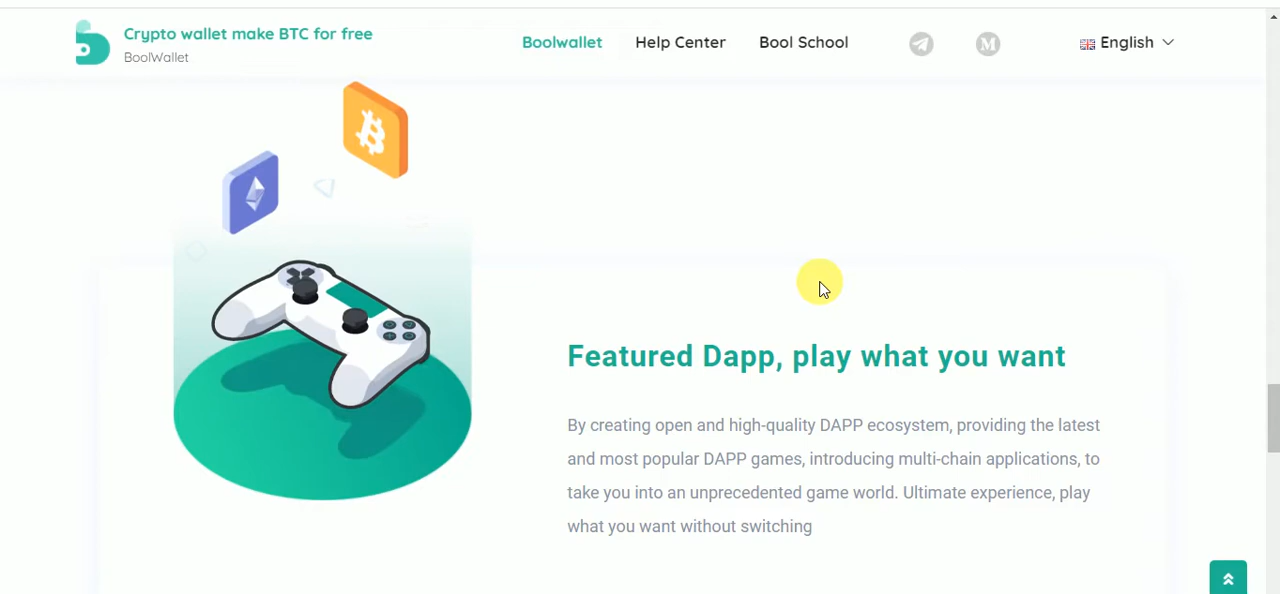 Crypto wallet make BTC for free
BoolWallet
Boolwallet
Help Center
Bool School
M
English
Featured Dapp, play what you want
By creating open and high-quality DAPP ecosystem, providing the latest
and most popular DAPP games, introducing multi-chain applications, to
take you into an unprecedented game world. Ultimate experience, play
what you want without switching